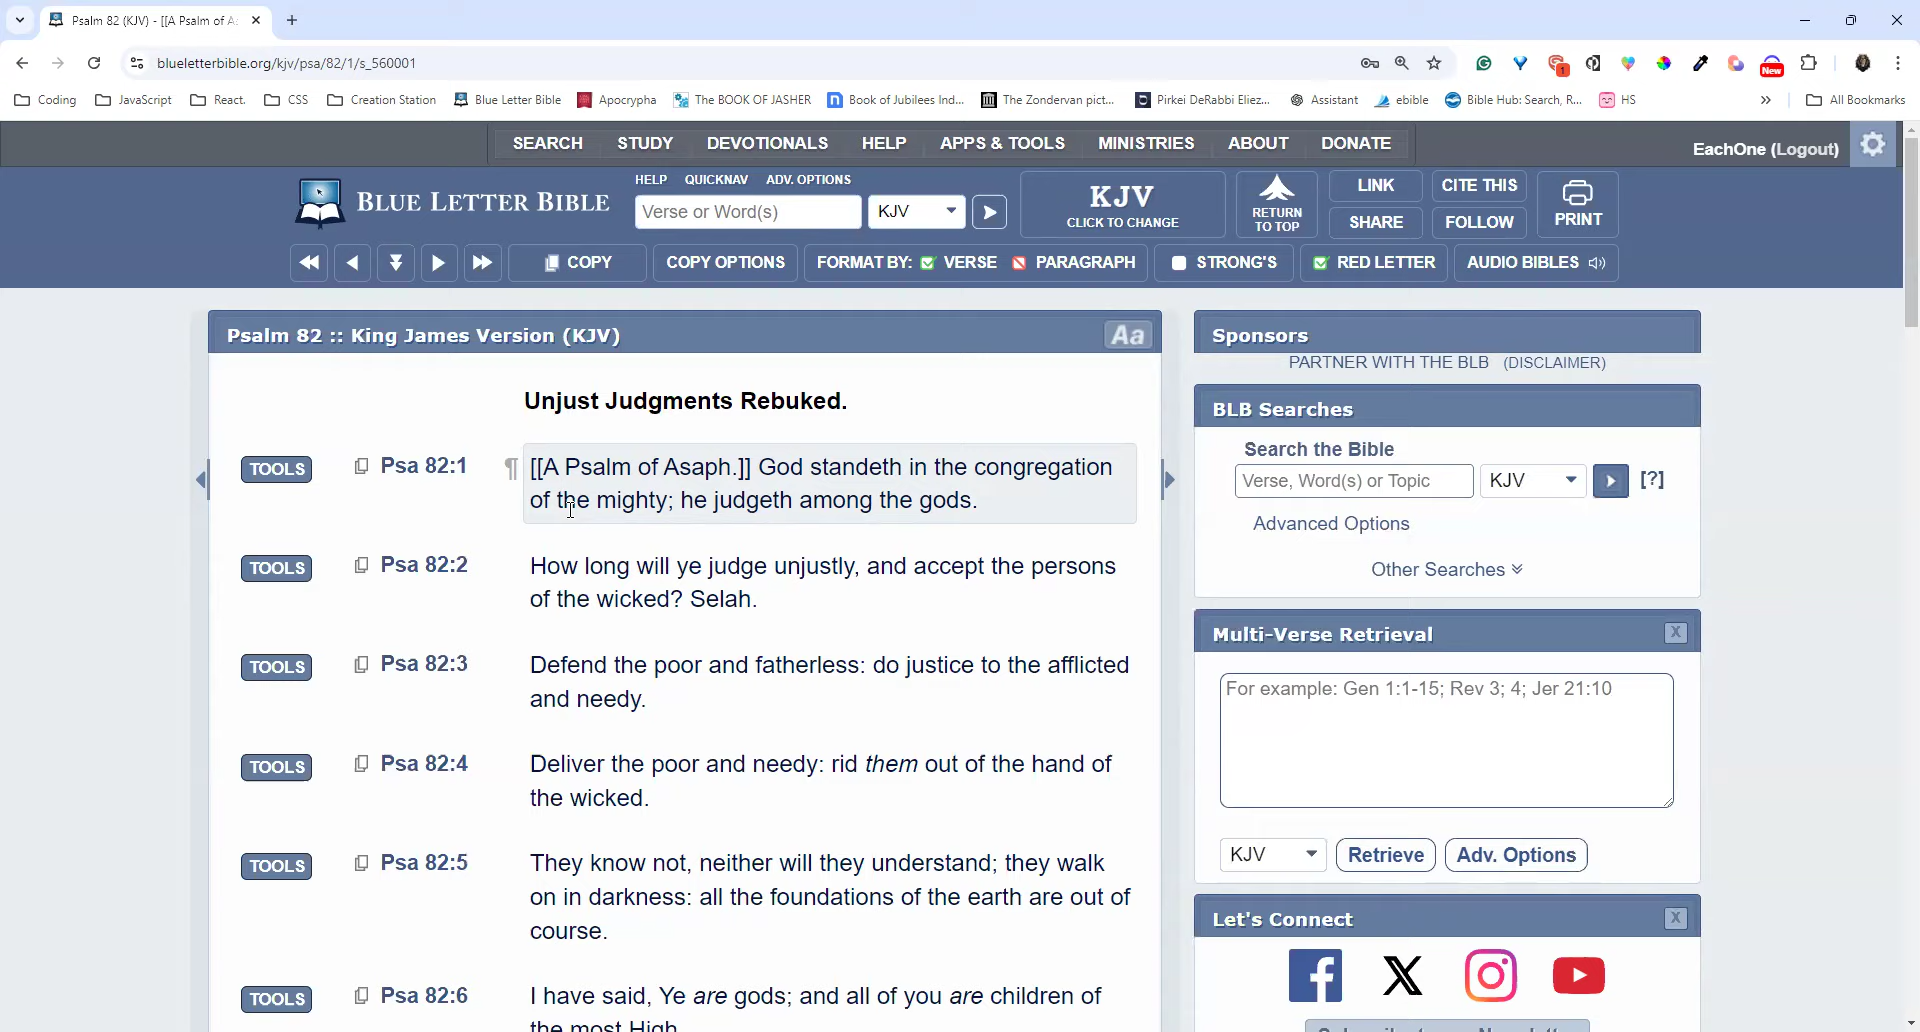 Psalm 82 (KJV) - [[A Psalm of A
blueletterbible.org/kjv/psa/82/1/s_560001
1
New
Coding JavaScript React. CSS Creation Station Blue Letter Bible Apocrypha The BOOK OF JASHER Book of Jubilees Ind... The Zondervan pict... Pirkei DeRabbi Eliez... Assistant ebible Bible Hub: Search, R... HS » All Bookmarks
SEARCH STUDY DEVOTIONALS HELP APPS & TOOLS MINISTRIES ABOUT DONATE
EachOne (Logout)
BLUE LETTER BIBLE
HELP QUICKNAV ADV. OPTIONS
Verse or Word(s) KJV
KJV
CLICK TO CHANGE
RETURN
TO TOP
LINK CITE THIS
SHARE FOLLOW
PRINT
COPY COPY OPTIONS FORMAT BY: VERSE PARAGRAPH STRONG'S RED LETTER AUDIO BIBLES
Psalm 82 :: King James Version (KJV) Aa
Unjust Judgments Rebuked.
TOOLS Psa 82:1 ¶ [[A Psalm of Asaph.]] God standeth in the congregation
of the mighty; he judgeth among the gods.
TOOLS Psa 82:2 How long will ye judge unjustly, and accept the persons
of the wicked? Selah.
TOOLS Psa 82:3 Defend the poor and fatherless: do justice to the afflicted
and needy.
TOOLS Psa 82:4 Deliver the poor and needy: rid them out of the hand of
the wicked.
TOOLS Psa 82:5 They know not, neither will they understand; they walk
on in darkness: all the foundations of the earth are out of
course.
TOOLS Psa 82:6 I have said, Ye are gods; and all of you are children of
the most High.
Sponsors
PARTNER WITH THE BLB (DISCLAIMER)
BLB Searches
Search the Bible
Verse, Word(s) or Topic KJV [?]
Advanced Options
Other Searches
Multi-Verse Retrieval X
For example: Gen 1:1-15; Rev 3; 4; Jer 21:10
KJV Retrieve Adv. Options
Let's Connect X